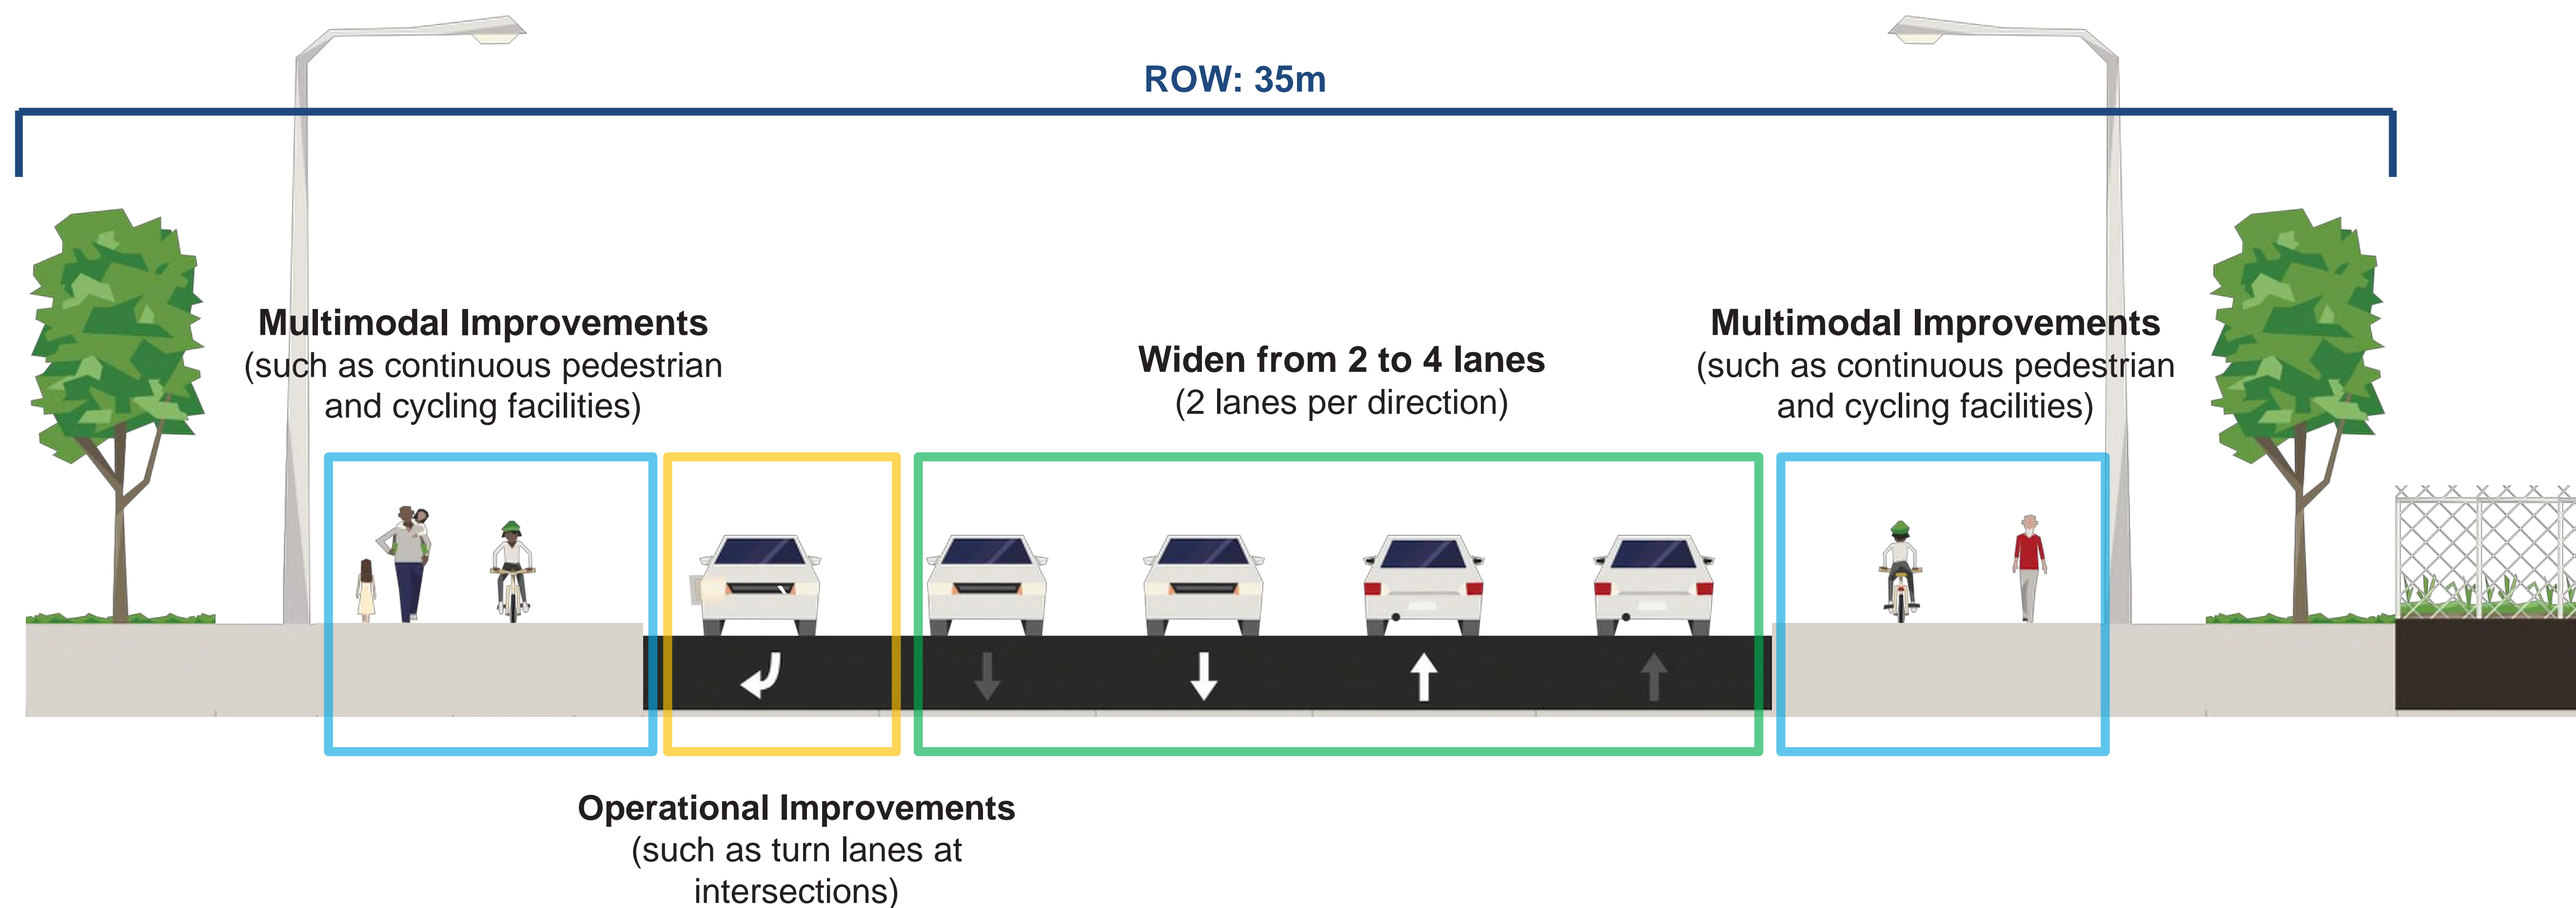 ROW: 35m
Multimodal Improvements
(such as continuous pedestrian
and cycling facilities)
Widen from 2 to 4 lanes
(2 lanes per direction)
Multimodal Improvements
(such as continuous pedestrian
and cycling facilities)
Operational Improvements
(such as turn lanes at
intersections)